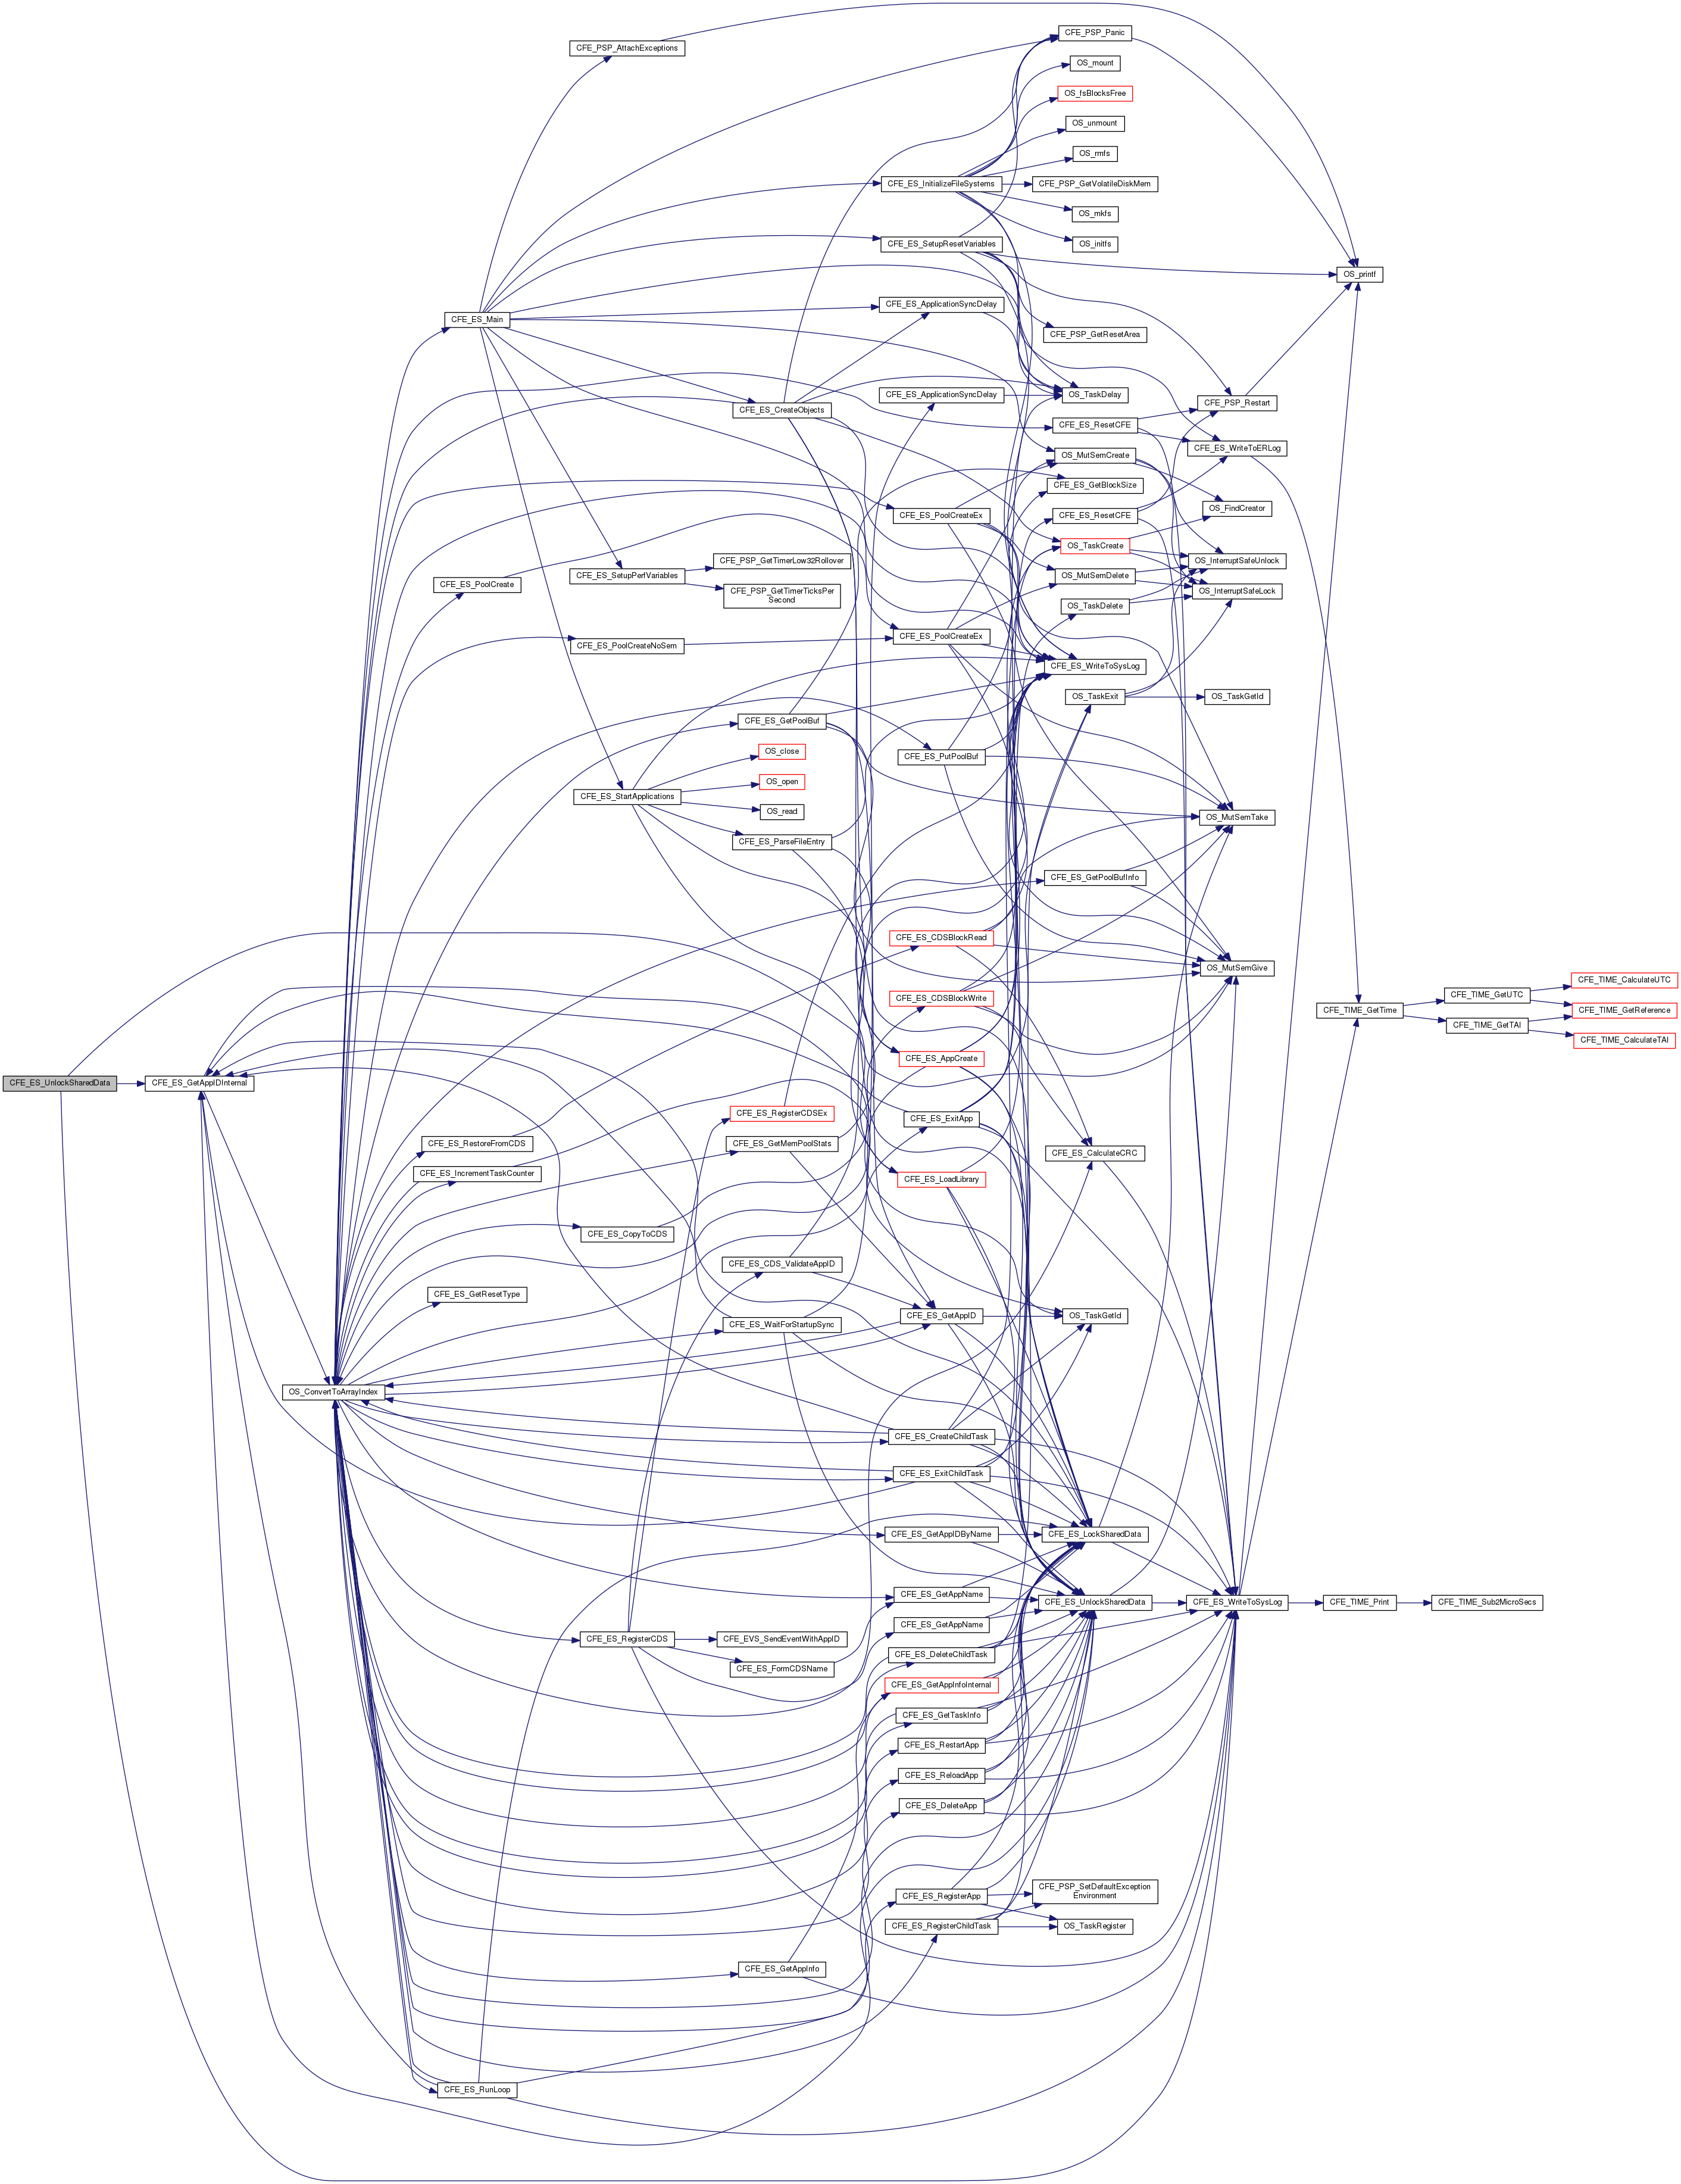 CFE_PSP_Panic
CFE_PSP_AttachExceptions
OS_mount
OS_fsBlocksFree
OS_unmount
OS_rmfs
CFE_ES_InitializeFileSystems
CFE_PSP_GetVolatileDiskMem
OS_mkfs
CFE_ES_SetupResetVariables
OS_initfs
OS_printf
CFE_ES_ApplicationSyncDelay
CFE_ES_Main
CFE_PSP_GetResetArea
CFE_ES_ApplicationSyncDelay
OS_TaskDelay
CFE_PSP_Restart
CFE_ES_CreateObjects
CFE_ES_ResetCFE
CFE_ES_WriteToERLog
OS_MutSemCreate
CFE_ES_GetBlockSize
OS_FindCreator
CFE_ES_PoolCreateEx
CFE_ES_ResetCFE
OS_TaskCreate
CFE_PSP_GetTimerLow32Rollover
OS_InterruptSafeUnlock
CFE_ES_SetupPerfVariables
OS_MutSemDelete
CFE_ES_PoolCreate
CFE_PSP_GetTimerTicksPer
Second
OS_InterruptSafeLock
OS_TaskDelete
CFE_ES_PoolCreateEx
CFE_ES_PoolCreateNoSem
CFE_ES_WriteToSysLog
OS_TaskExit
OS_TaskGetId
CFE_ES_GetPoolBuf
OS_close
CFE_ES_PutPoolBuf
OS_open
CFE_ES_StartApplications
OS_read
OS_MutSemTake
CFE_ES_ParseFileEntry
CFE_ES_GetPoolBufInfo
CFE_ES_CDSBlockRead
OS_MutSemGive
CFE_TIME_CalculateUTC
CFE_TIME_GetUTC
CFE_ES_CDSBlockWrite
CFE_TIME_GetTime
CFE_TIME_GetReference
CFE_TIME_GetTAI
CFE_TIME_CalculateTAI
CFE_ES_AppCreate
CFE_ES_UnlockSharedData
CFE_ES_GetAppIDInternal
CFE_ES_RegisterCDSEx
CFE_ES_ExitApp
CFE_ES_RestoreFromCDS
CFE_ES_GetMemPoolStats
CFE_ES_CalculateCRC
CFE_ES_IncrementTaskCounter
CFE_ES_LoadLibrary
CFE_ES_CopyToCDS
CFE_ES_CDS_ValidateAppID
CFE_ES_GetResetType
CFE_ES_GetAppID
OS_TaskGetId
CFE_ES_WaitForStartupSync
OS_ConvertToArrayIndex
CFE_ES_CreateChildTask
CFE_ES_ExitChildTask
CFE_ES_GetAppIDByName
CFE_ES_LockSharedData
CFE_ES_GetAppName
CFE_ES_UnlockSharedData
CFE_ES_WriteToSysLog
CFE_TIME_Print
CFE_TIME_Sub2MicroSecs
CFE_ES_GetAppName
CFE_ES_RegisterCDS
CFE_EVS_SendEventWithAppID
CFE_ES_DeleteChildTask
CFE_ES_FormCDSName
CFE_ES_GetAppInfoInternal
CFE_ES_GetTaskInfo
CFE_ES_RestartApp
CFE_ES_ReloadApp
CFE_ES_DeleteApp
CFE_PSP_SetDefaultException
Environment
CFE_ES_RegisterApp
CFE_ES_RegisterChildTask
OS_TaskRegister
CFE_ES_GetAppInfo
CFE_ES_RunLoop